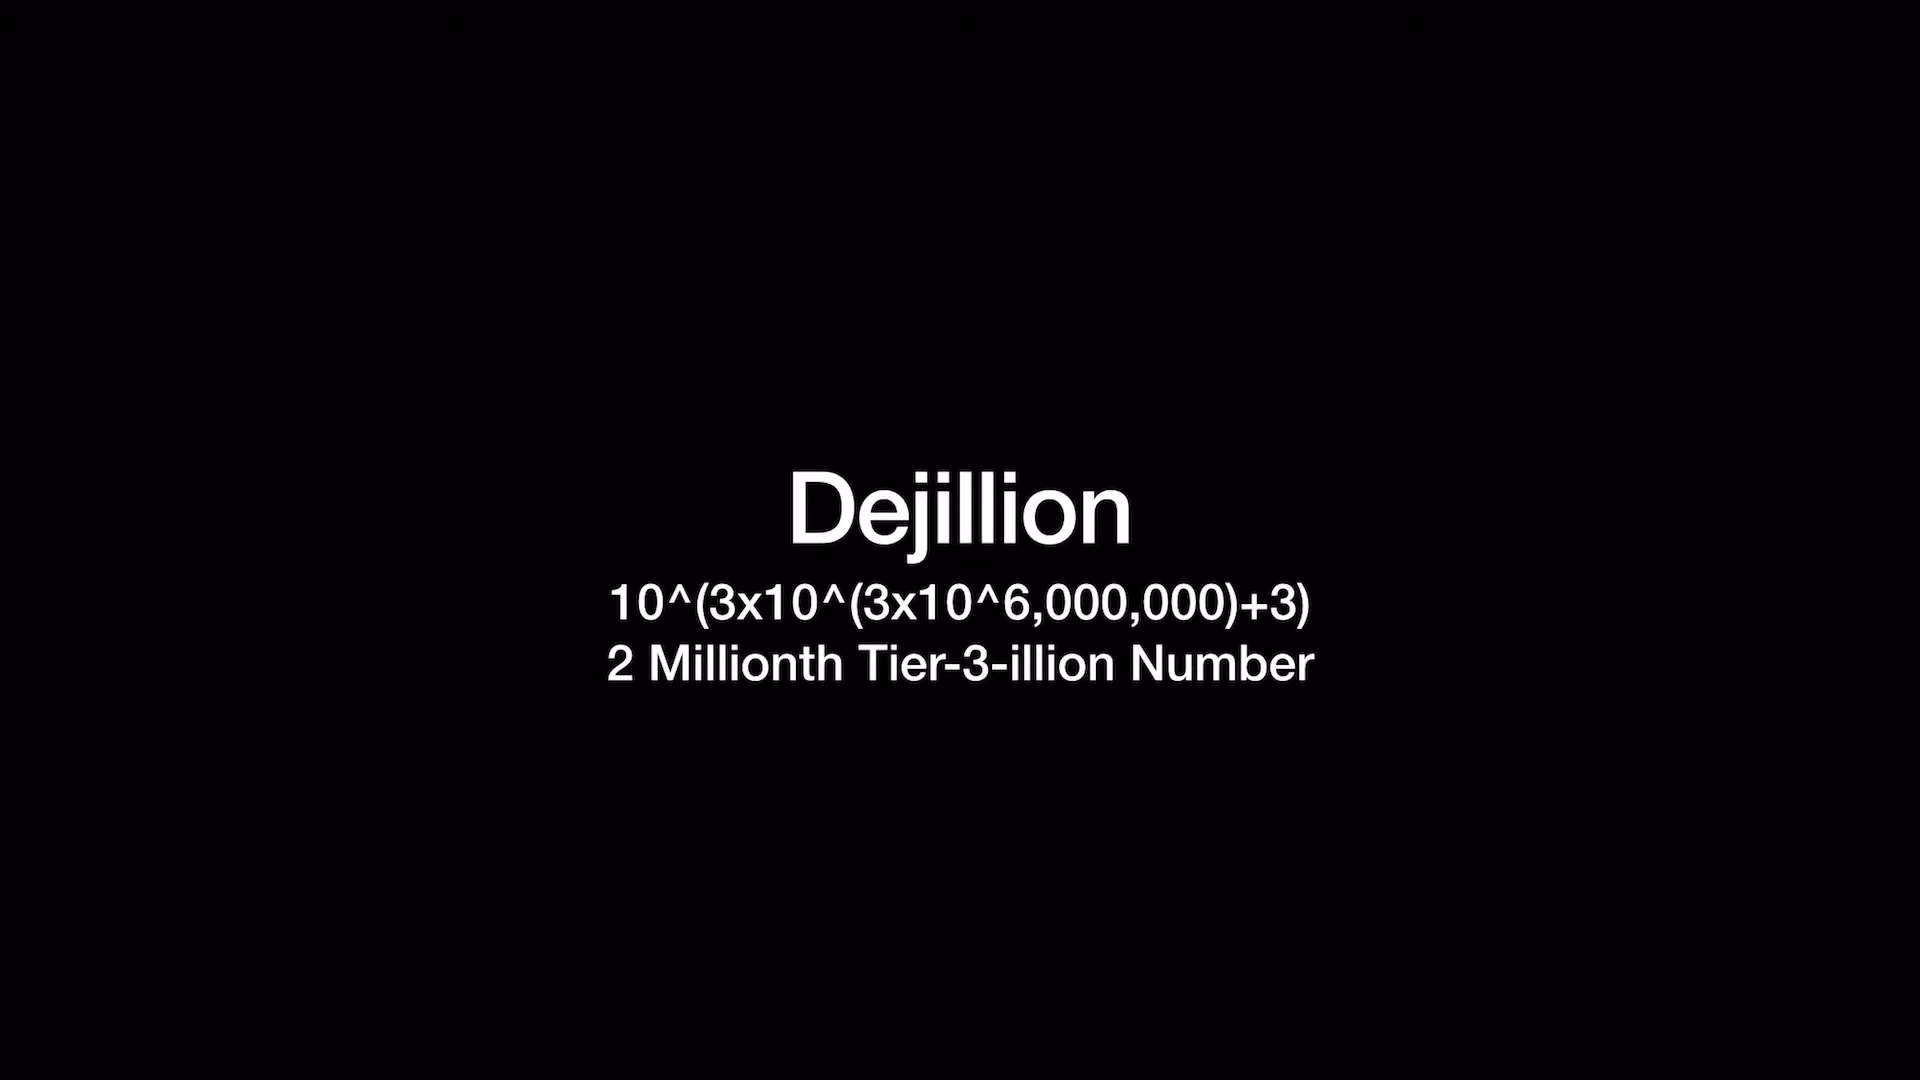 Dejillion
10^(3x10^(3x10^6,000,000)+3)
2 Millionth Tier-3-illion Number